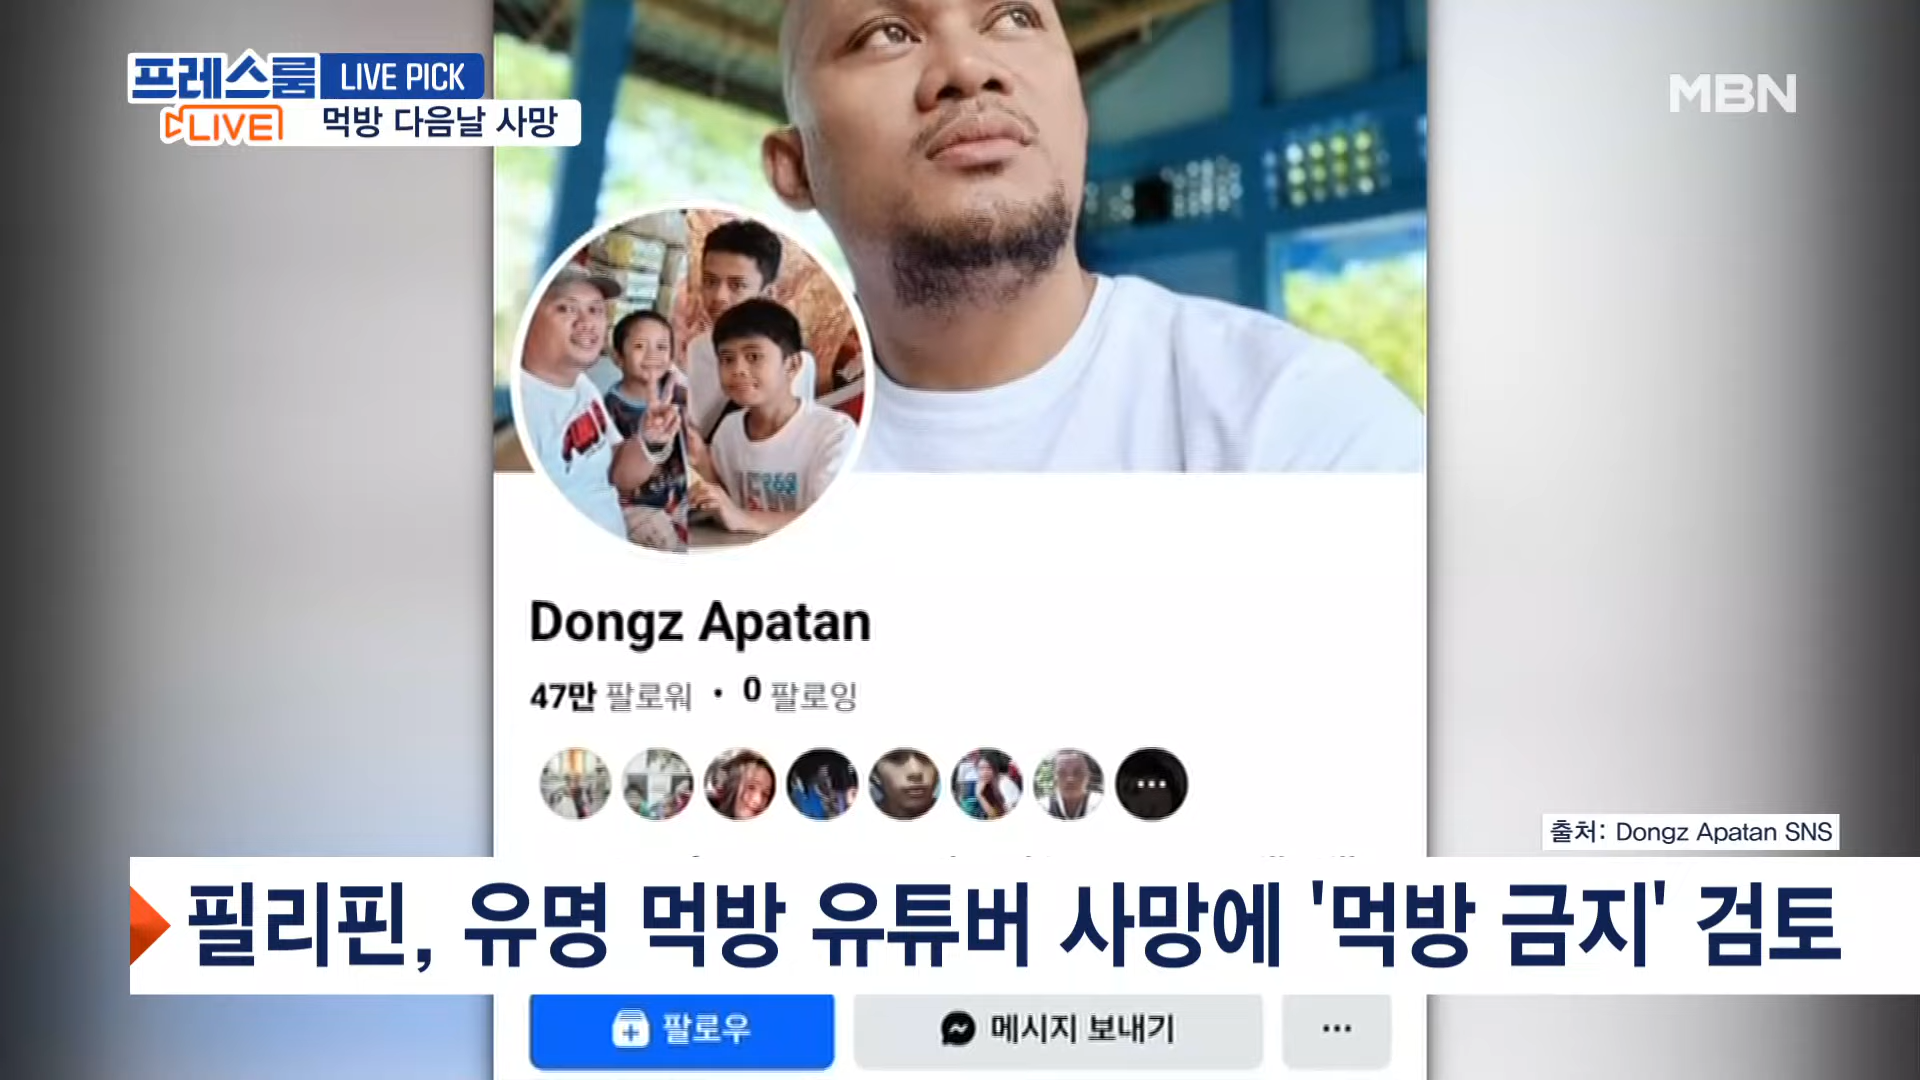 프레스룸 LIVE PICK
LIVE 먹방 다음날 사망
MBN
Dongz Apatan
47만 팔로워 · 0 팔로잉
출처: Dongz Apatan SNS
필리핀, 유명 먹방 유튜버 사망에 '먹방 금지' 검토
팔로우
메시지 보내기